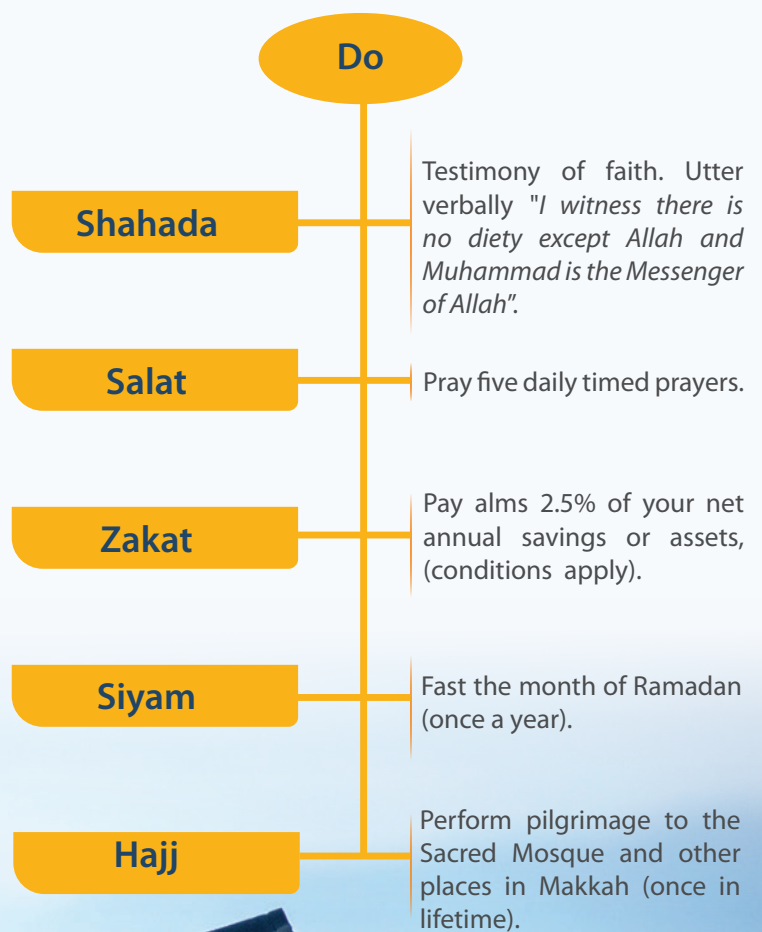 Do
Shahada
Testimony of faith. Utter
verbally "I witness there is
no diety except Allah and
Muhammad is the Messenger
of Allah”.
Salat
Pray five daily timed prayers.
Zakat
Pay alms 2.5% of your net
annual savings or assets,
(conditions apply).
Siyam
Fast the month of Ramadan
(once a year).
Hajj
Perform pilgrimage to the
Sacred Mosque and other
places in Makkah (once in
lifetime).